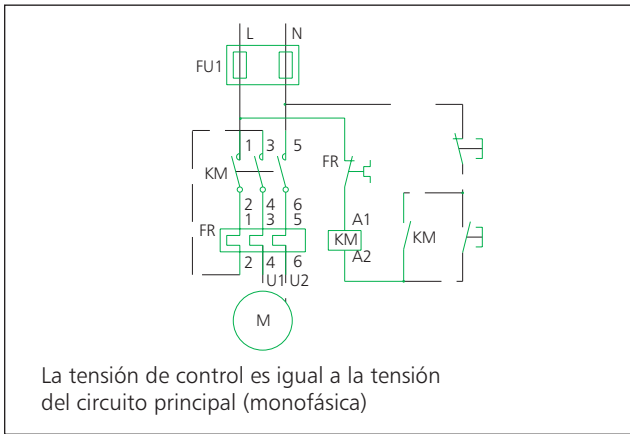 L N
FU1
1 3 5
FR
KM
2 4 6
A1
1 3 5
FR
KM
KM
A2
2 4 6
U1 U2
M
La tensión de control es igual a la tensión
del circuito principal (monofásica)